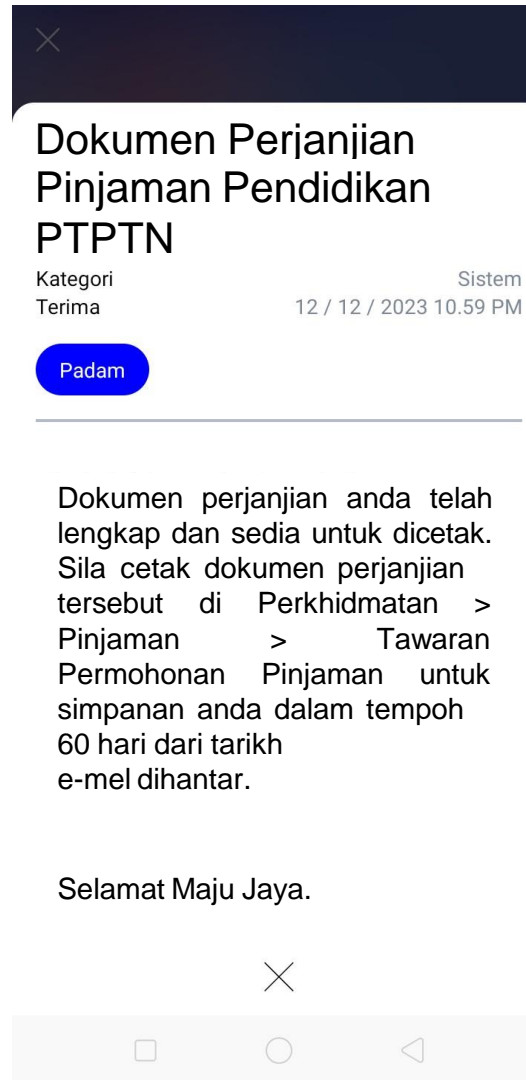 Dokumen Perjanjian
Pinjaman Pendidikan
PTPTN
Kategori Sistem
Terima 12 / 12 / 2023 10.59 PM
Padam
Dokumen perjanjian anda telah
lengkap dan sedia untuk dicetak.
Sila cetak dokumen perjanjian
tersebut di Perkhidmatan >
Pinjaman > Tawaran
Permohonan Pinjaman untuk
simpanan anda dalam tempoh
60 hari dari tarikh
e-mel dihantar.
Selamat Maju Jaya.